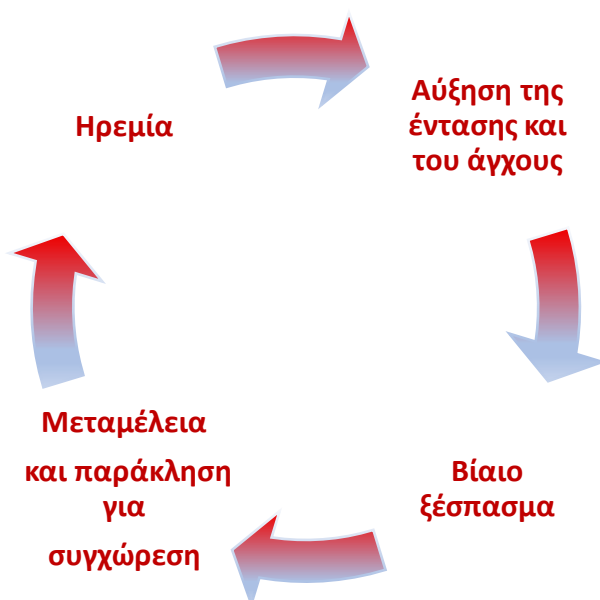 Ηρεμία
Αύξηση της
έντασης και
του άγχους
Βίαιο
ξέσπασμα
Μεταμέλεια
και παράκληση
για
συγχώρεση